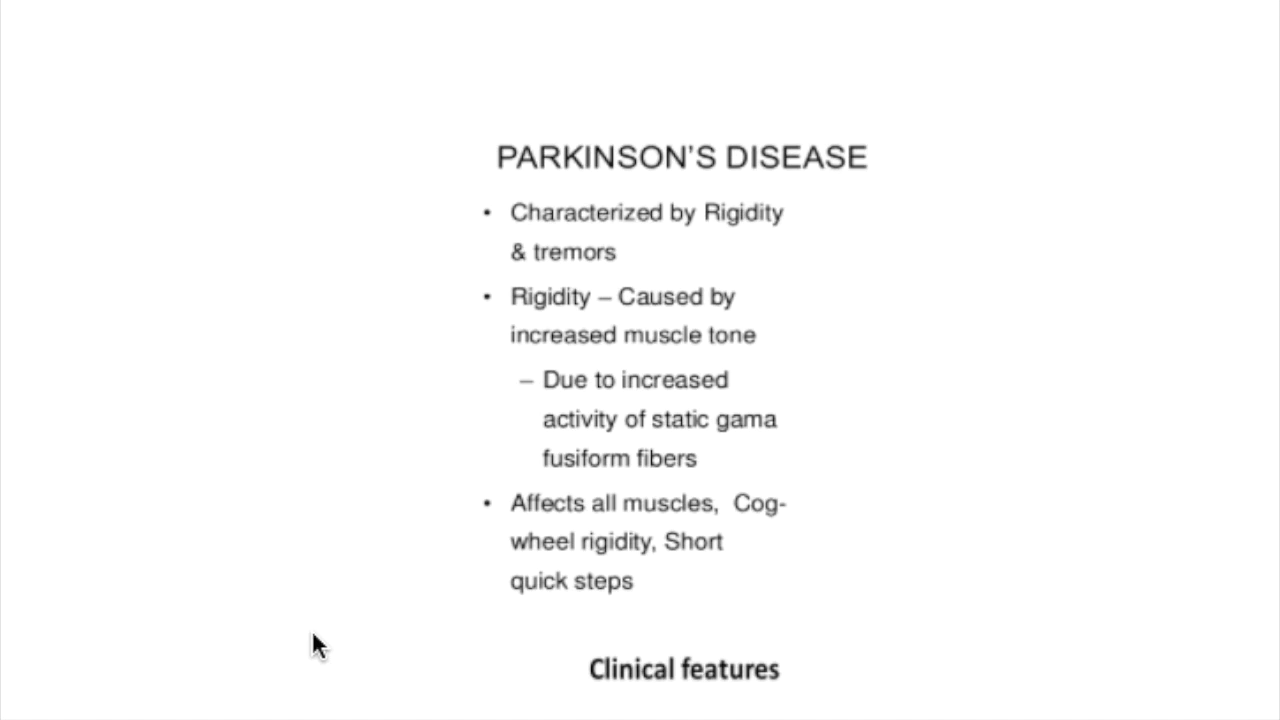 PARKINSON’S DISEASE
• Characterized by Rigidity
& tremors
• Rigidity – Caused by
increased muscle tone
– Due to increased
activity of static gama
fusiform fibers
• Affects all muscles, Cog-
wheel rigidity, Short
quick steps
Clinical features